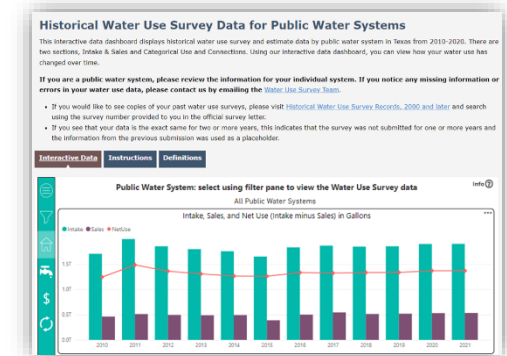 Historical Water Use Survey Data for Public Water Systems
This interactive data dashboard displays historical water use survey and estimate data by public water system in Texas from 2010-2020. There are
two sections, Intake & Sales and Categorical Use and Connections. Using our interactive data dashboard, you can view how your water use has
changed over time.
If you are a public water system, please review the information for your individual system. If you notice any missing information or
errors in your water use data, please contact us by emailing the Water Use Survey Team.
• If you would like to see copies of your past water use surveys, please visit Historical Water Use Survey Records, 2000 and later and search
using the survey number provided to you in the official survey letter.
• If you see that your data is the exact same for two or more years, this indicates that the survey was not submitted for one or more years and
the information from the previous submission was used as a placeholder.
Interactive Data Instructions Definitions
Public Water System: select using filter pane to view the Water Use Survey data
Info ?
All Public Water Systems
Intake, Sales, and Net Use (Intake minus Sales) in Gallons
Intake Sales NetUse
1.5T
1.0T
0.5T
0.0T
2010 2011 2012 2013 2014 2015 2016 2017 2018 2019 2020 2021
$